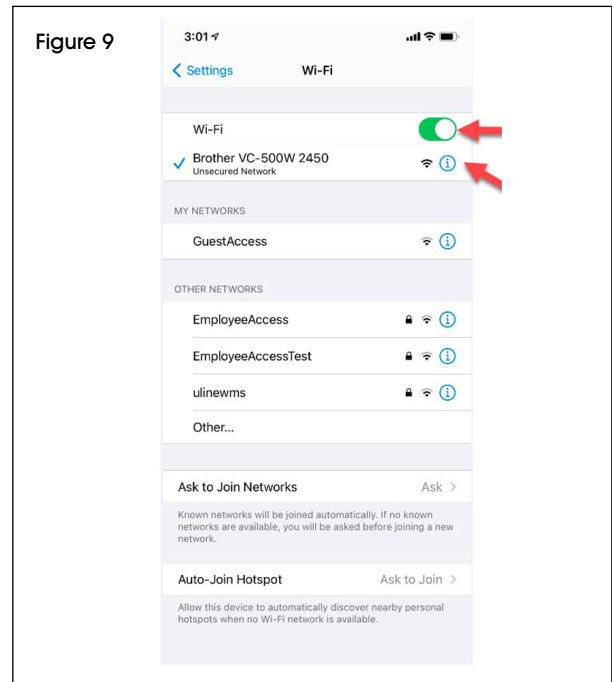 Figure 9
3:01
Settings Wi-Fi
Wi-Fi
Brother VC-500W 2450
Unsecured Network
MY NETWORKS
GuestAccess
OTHER NETWORKS
EmployeeAccess
EmployeeAccessTest
ulinewms
Other...
Ask to Join Networks Ask
Known networks will be joined automatically. If no known
networks are available, you will be asked before joining a new
network.
Auto-Join Hotspot Ask to Join
Allow this device to automatically discover nearby personal
hotspots when no Wi-Fi network is available.